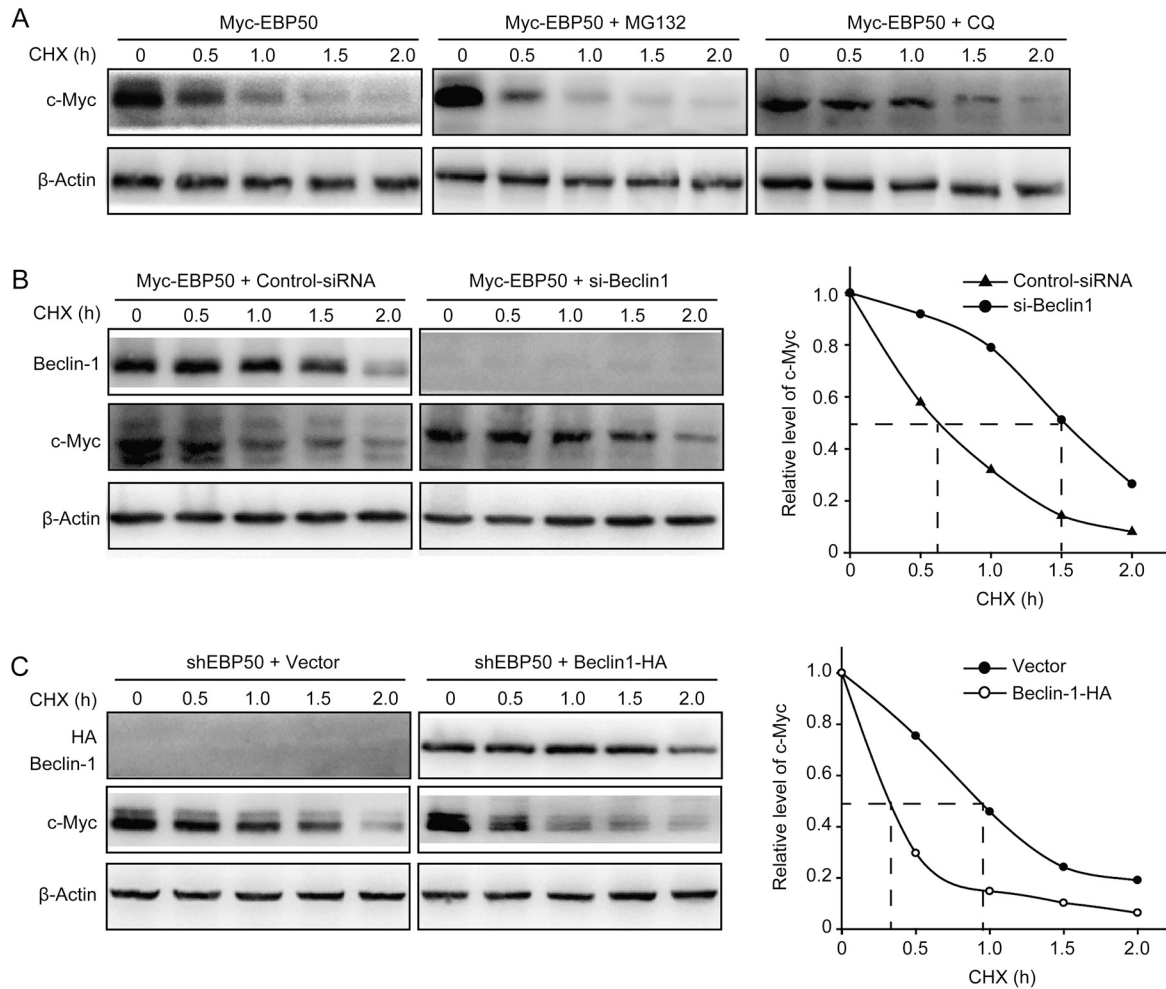 A
Myc-EBP50 Myc-EBP50 + MG132 Myc-EBP50 + CQ
CHX (h) 0 0.5 1.0 1.5 2.0 0 0.5 1.0 1.5 2.0 0 0.5 1.0 1.5 2.0
c-Myc
β-Actin
B
Myc-EBP50 + Control-siRNA Myc-EBP50 + si-Beclin1
CHX (h) 0 0.5 1.0 1.5 2.0 0 0.5 1.0 1.5 2.0
Beclin-1
c-Myc
β-Actin
Control-siRNA
si-Beclin1
Relative level of c-Myc
1.0
0.8
0.6
0.4
0.2
0
0 0.5 1.0 1.5 2.0
CHX (h)
C
shEBP50 + Vector shEBP50 + Beclin1-HA
CHX (h) 0 0.5 1.0 1.5 2.0 0 0.5 1.0 1.5 2.0
HA
Beclin-1
c-Myc
β-Actin
Vector
Beclin-1-HA
Relative level of c-Myc
1.0
0.8
0.6
0.4
0.2
0
0 0.5 1.0 1.5 2.0
CHX (h)